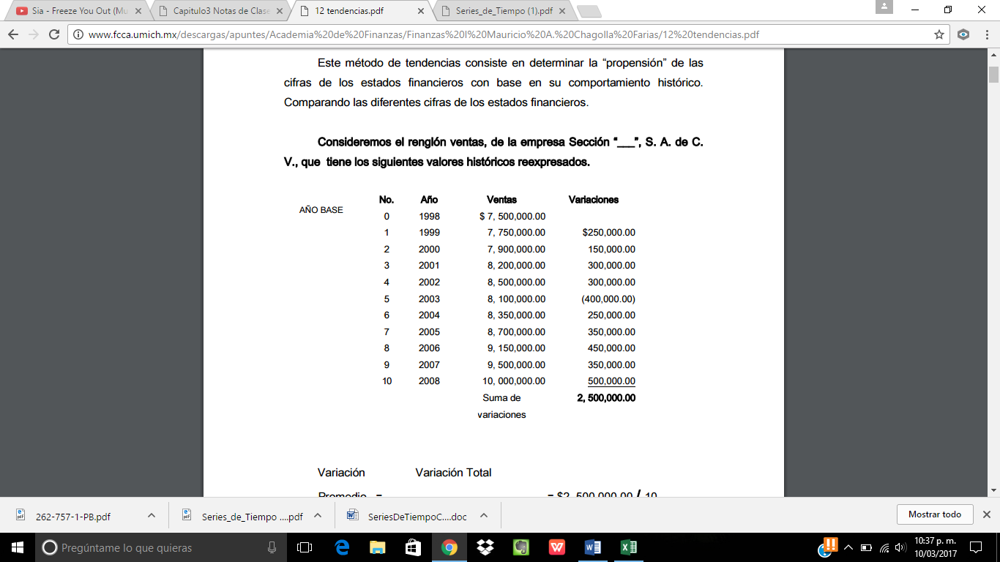 Sia - Freeze You Out (Mu
Capitulo3 Notas de Clase
12 tendencias.pdf
Series_de_Tiempo (1).pdf
www.fcca.umich.mx/descargas/apuntes/Academia%20de%20Finanzas/Finanzas%20I%20Mauricio%20A.%20Chagolla%20Farias/12%20tendencias.pdf
Este método de tendencias consiste en determinar la “propensión” de las
cifras de los estados financieros con base en su comportamiento histórico.
Comparando las diferentes cifras de los estados financieros.
Consideremos el renglón ventas, de la empresa Sección “___”, S. A. de C.
V., que tiene los siguientes valores históricos reexpresados.
No. Año Ventas Variaciones
AÑO BASE
0 1998 $ 7, 500,000.00
1 1999 7, 750,000.00 $250,000.00
2 2000 7, 900,000.00 150,000.00
3 2001 8, 200,000.00 300,000.00
4 2002 8, 500,000.00 300,000.00
5 2003 8, 100,000.00 (400,000.00)
6 2004 8, 350,000.00 250,000.00
7 2005 8, 700,000.00 350,000.00
8 2006 9, 150,000.00 450,000.00
9 2007 9, 500,000.00 350,000.00
10 2008 10, 000,000.00 500,000.00
Suma de 2, 500,000.00
variaciones
Variación Variación Total
Promedio = = $2, 500,000.00 / 10
262-757-1-PB.pdf
Series_de_Tiempo ....pdf
SeriesDeTiempoC....doc
Mostrar todo
Pregúntame lo que quieras
10:37 p. m.
10/03/2017